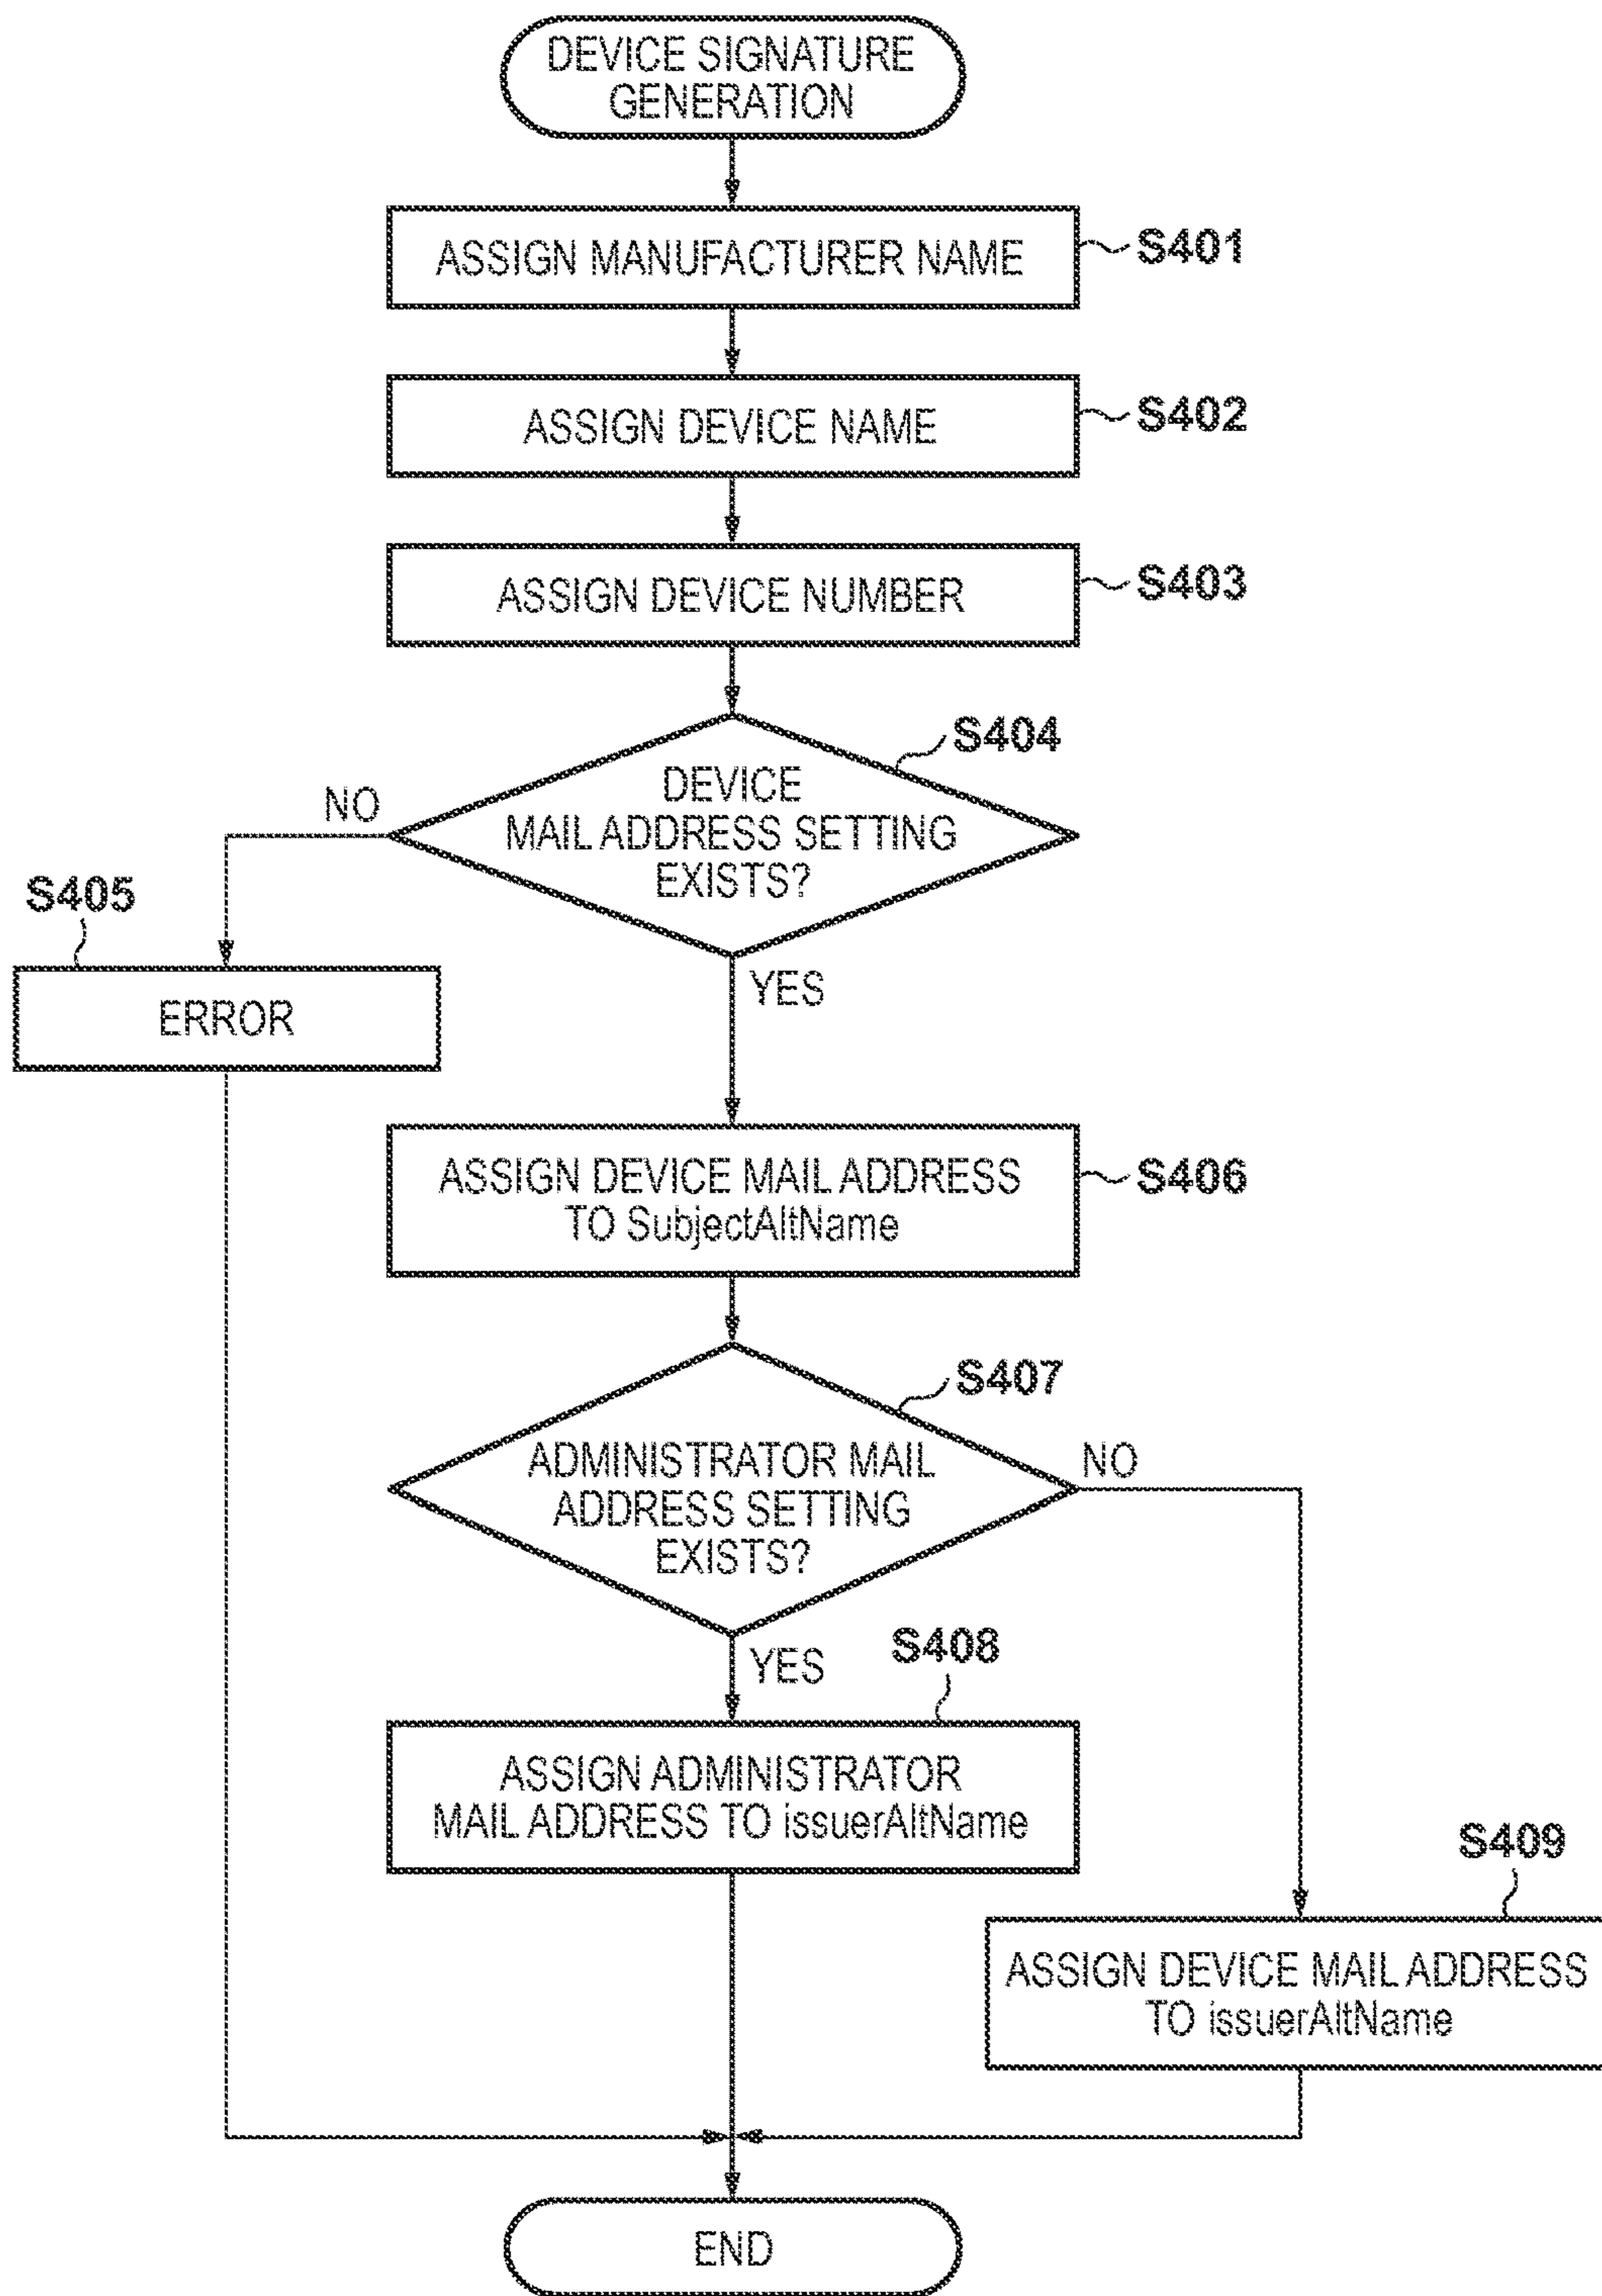 DEVICE SIGNATURE
GENERATION
ASSIGN MANUFACTURER NAME
S401
ASSIGN DEVICE NAME
S402
ASSIGN DEVICE NUMBER
S403
S404
DEVICE
MAIL ADDRESS SETTING
EXISTS?
NO
S405
ERROR
YES
ASSIGN DEVICE MAIL ADDRESS
TO SubjectAltName
S406
S407
ADMINISTRATOR MAIL
ADDRESS SETTING
EXISTS?
NO
YES
S408
ASSIGN ADMINISTRATOR
MAIL ADDRESS TO issuerAltName
S409
ASSIGN DEVICE MAIL ADDRESS
TO issuerAltName
END